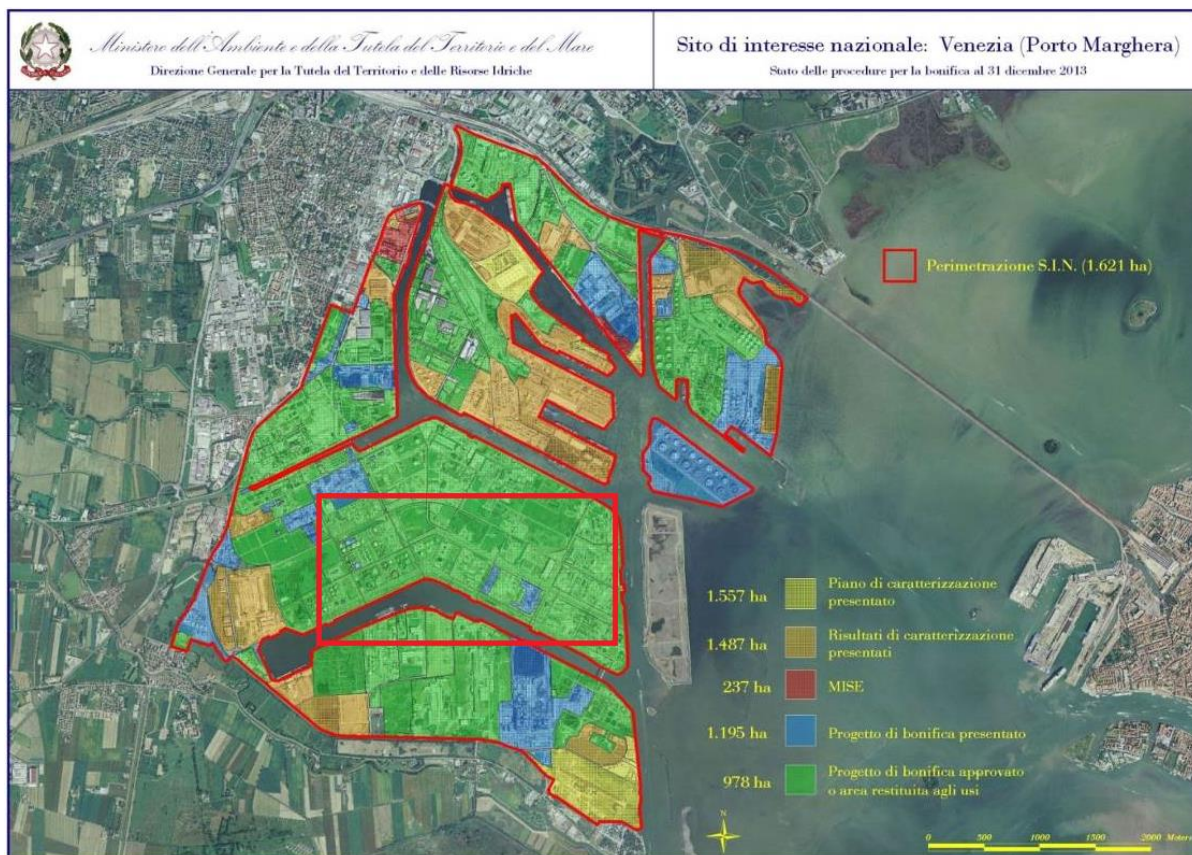 Ministero dell'Ambiente e della Tutela del Territorio e del Mare
Direzione Generale per la Tutela del Territorio e delle Risorse Idriche
Sito di interesse nazionale: Venezia (Porto Marghera)
Stato delle procedure per la bonifica al 31 dicembre 2013
Perimetrazione S.I.N. (1.621 ha)
1.557 ha Piano di caratterizzazione
presentato
1.487 ha Risultati di caratterizzazione
presentati
237 ha MISE
1.195 ha Progetto di bonifica presentato
978 ha Progetto di bonifica approvato
o area restituita agli usi
N
0 500 1000 1500 2000 Meters